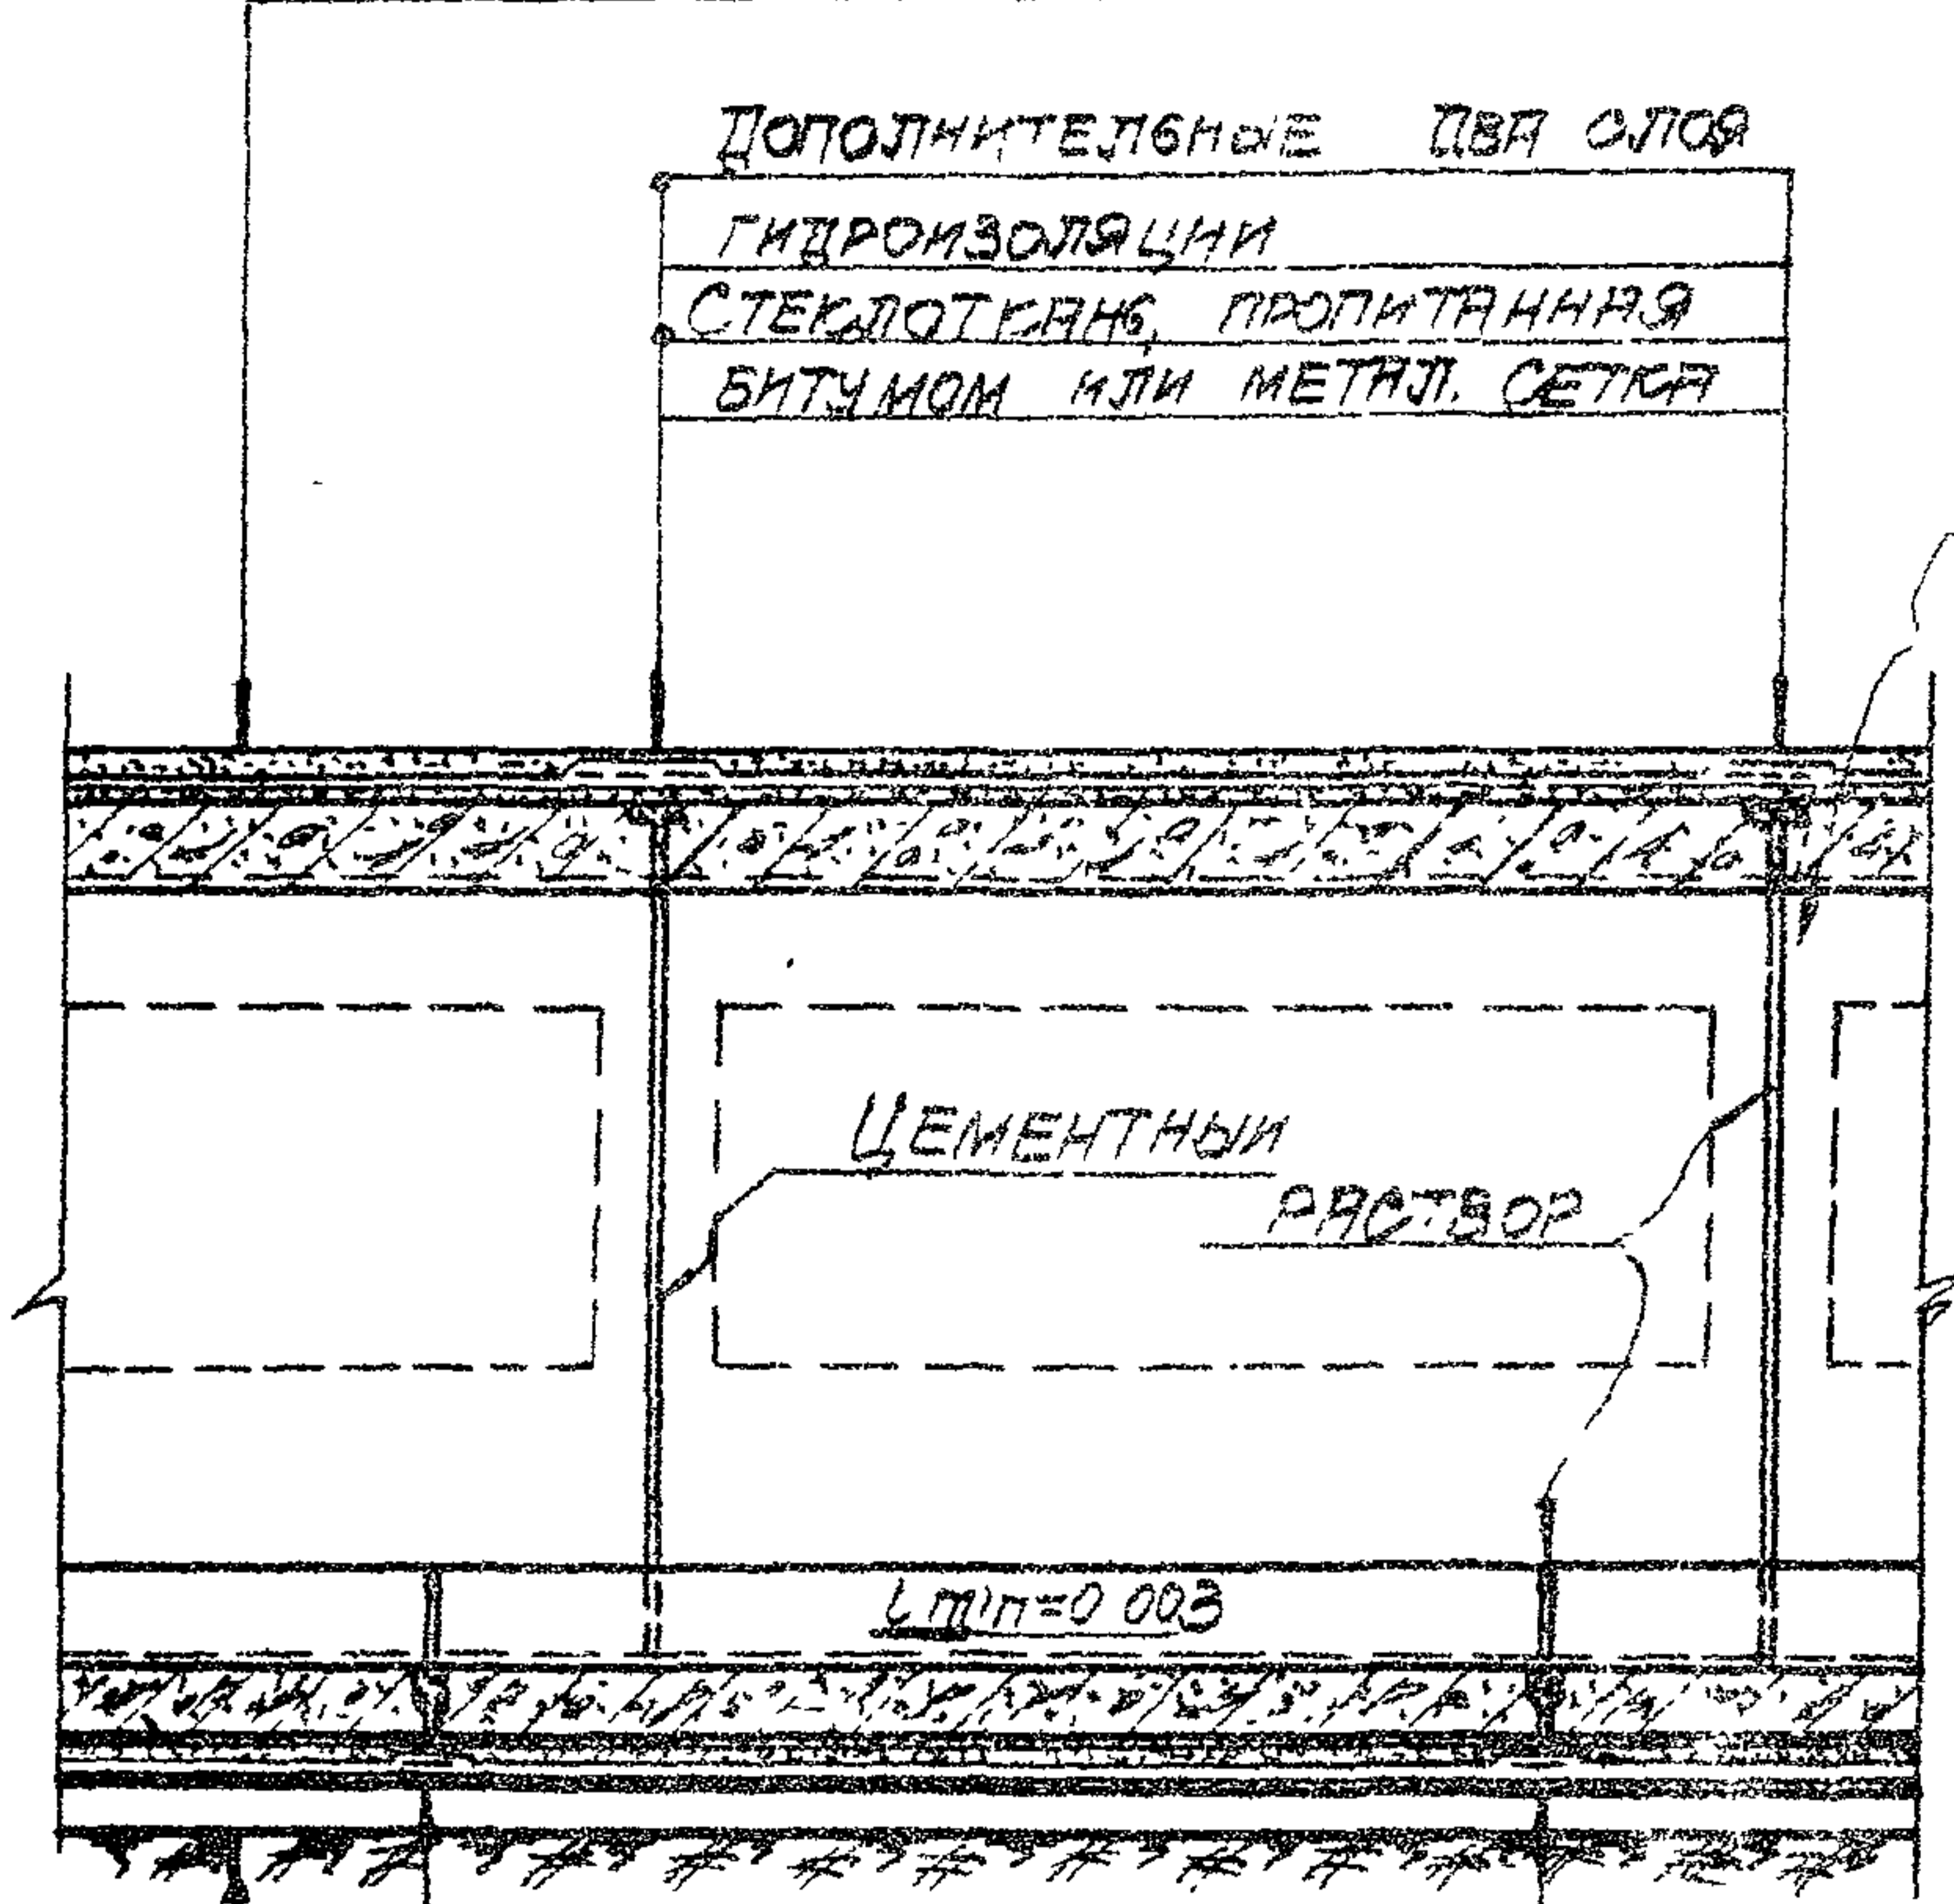 ДОПОЛНИТЕЛЬНЫЕ ДВА СЛОЯ
ГИДРОИЗОЛЯЦИИ
СТЕКЛОТКАНЬ, ПРОПИТАННАЯ
БИТУМОМ ИЛИ МЕТАЛ. СЕТКА
ЦЕМЕНТНЫЙ
РАСТВОР
i min=0 003